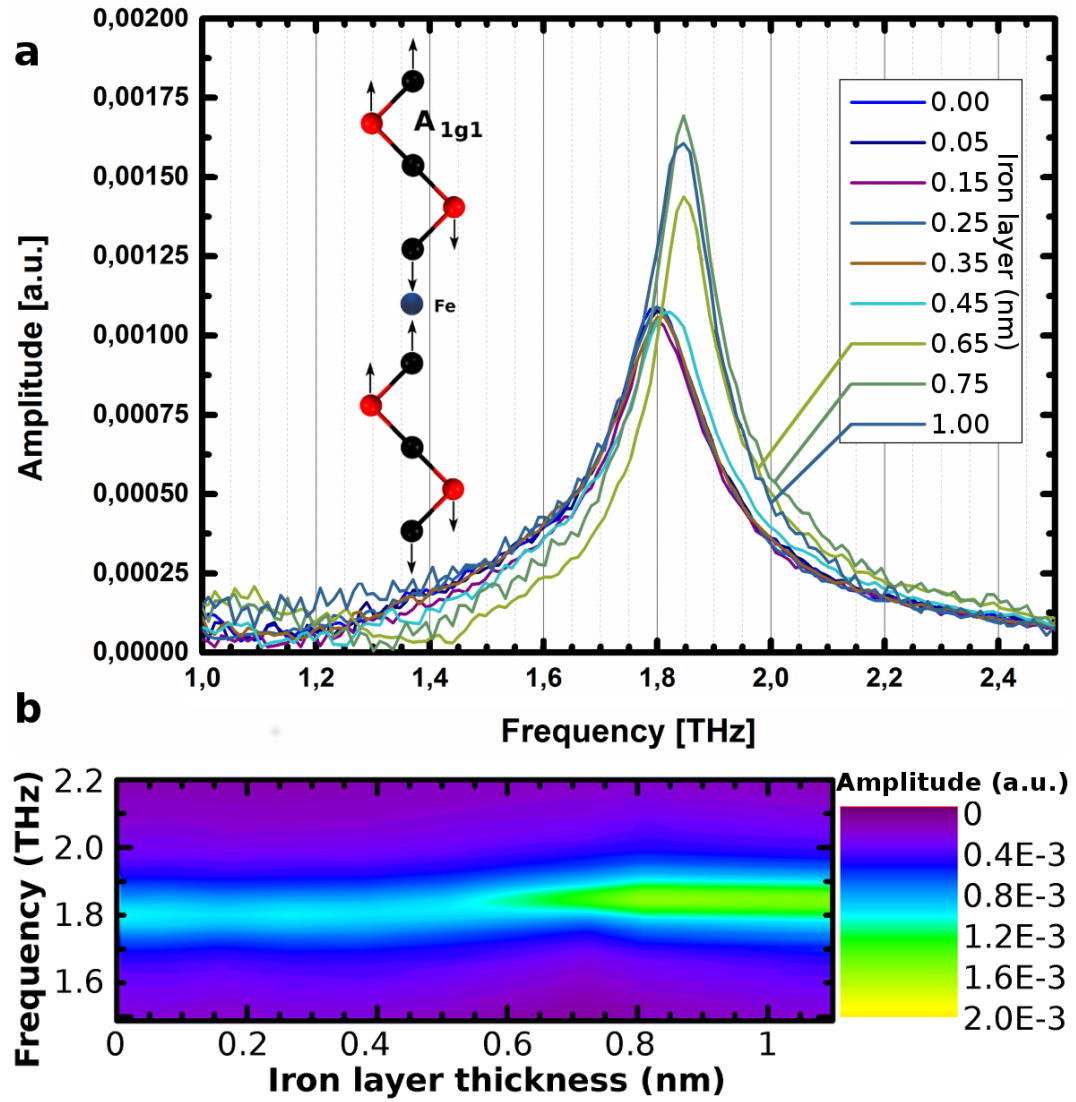 a
0,00200
0,00175
0,00150
0,00125
0,00100
0,00075
0,00050
0,00025
0,00000
Amplitude [a.u.]
A1g1
Fe
0.00
0.05
0.15
0.25
0.35
0.45
0.65
0.75
1.00
Iron layer (nm)
1,0 1,2 1,4 1,6 1,8 2,0 2,2 2,4
Frequency [THz]
b
Frequency (THz)
2.2
2.0
1.8
1.6
0 0.2 0.4 0.6 0.8 1
Iron layer thickness (nm)
Amplitude (a.u.)
0
0.4E-3
0.8E-3
1.2E-3
1.6E-3
2.0E-3